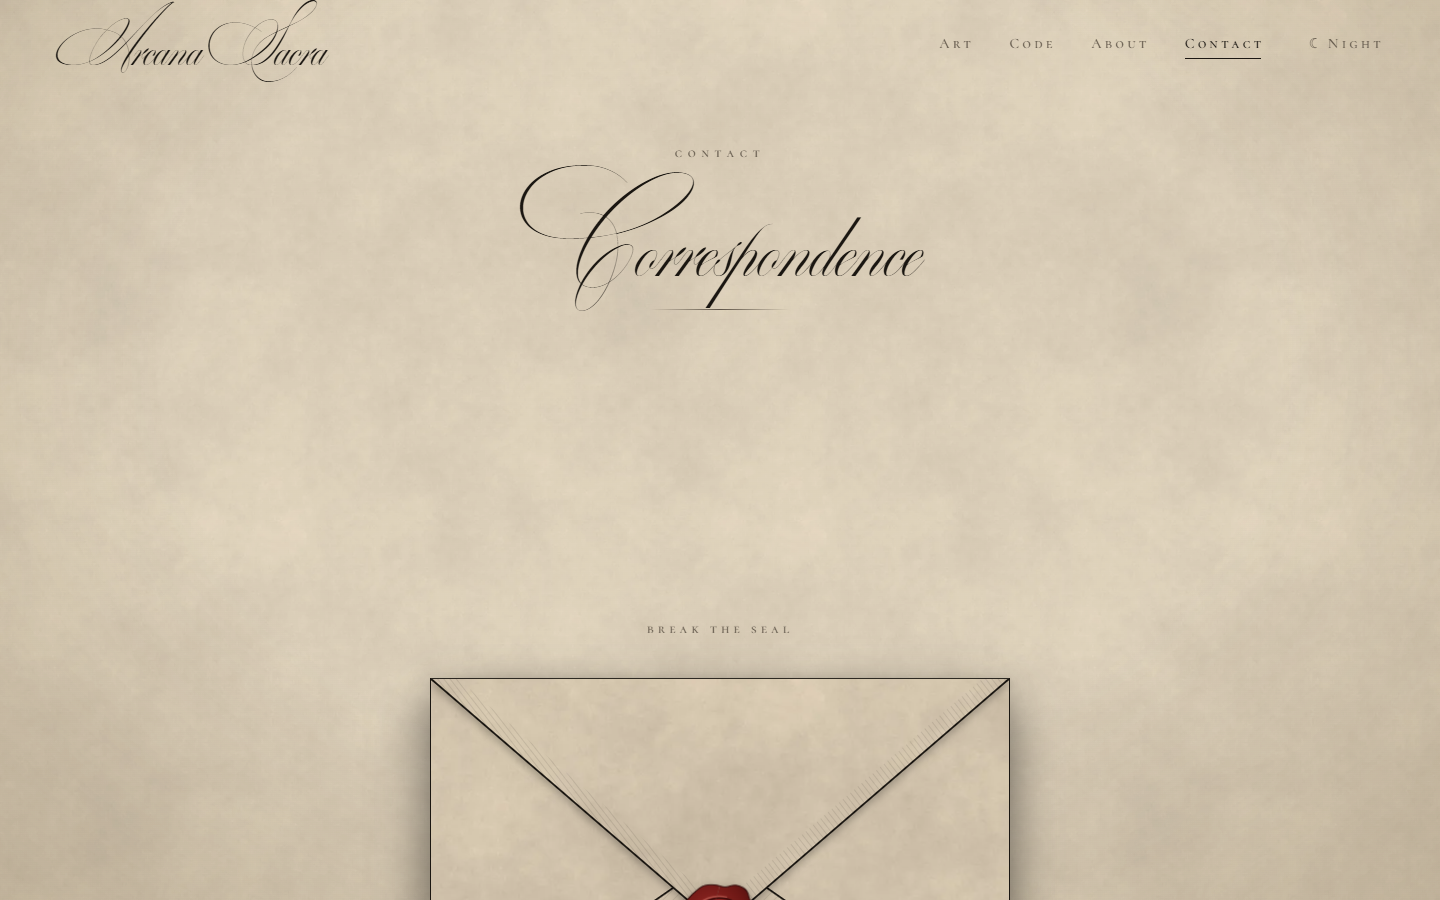 Arcana Sacra
Art Code About Contact ☾ Night
CONTACT
Correspondence
BREAK THE SEAL